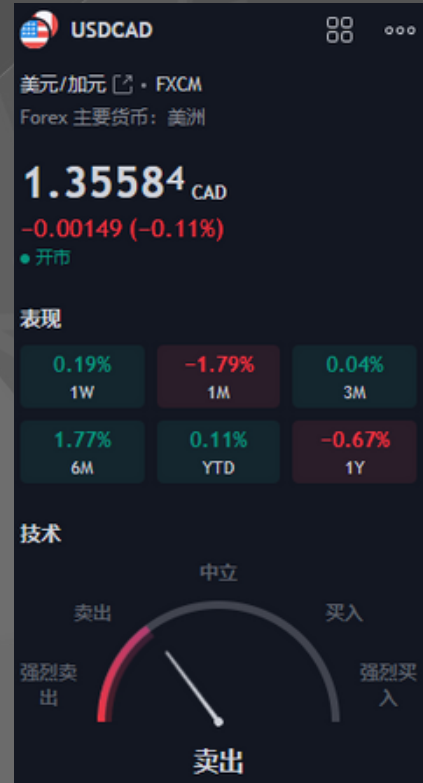 USDCAD
美元/加元 • FXCM
Forex 主要货币：美洲
1.35584 CAD
−0.00149 (−0.11%)
开市
表现
0.19% −1.79% 0.04%
1W 1M 3M
1.77% 0.11% −0.67%
6M YTD 1Y
技术
中立
卖出 买入
强烈卖出 强烈买入
卖出